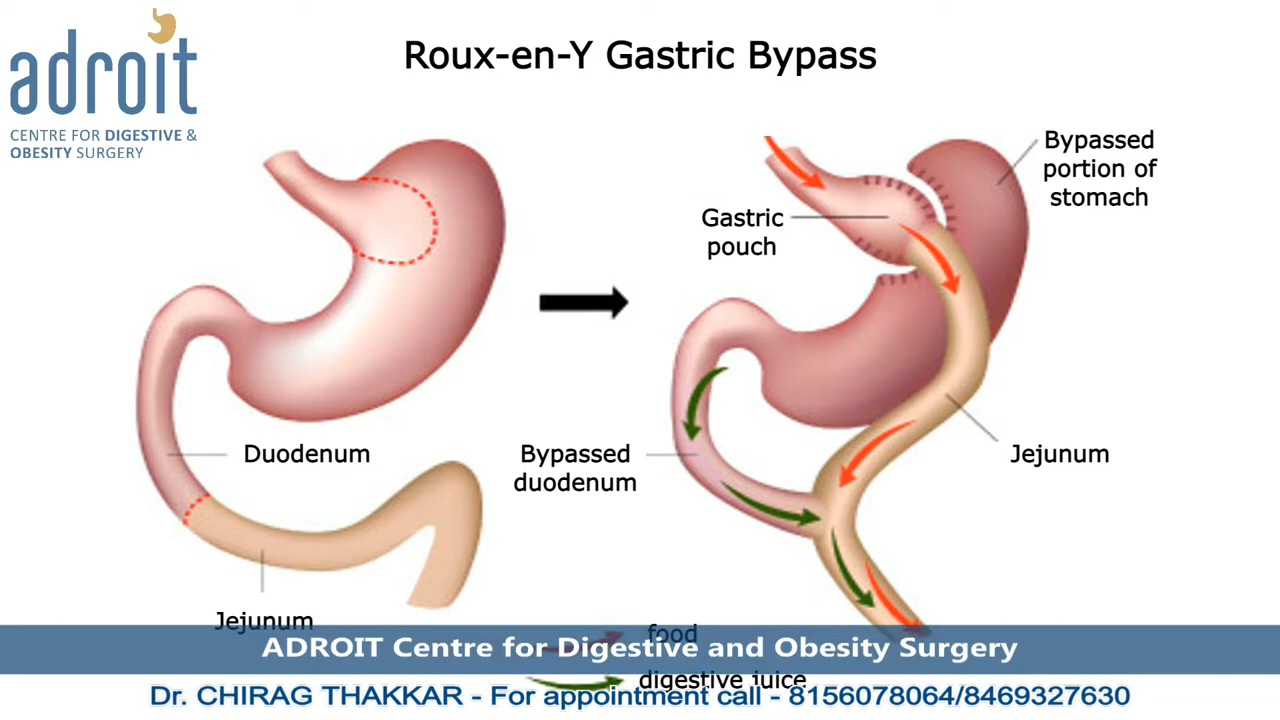 adroit
CENTRE FOR DIGESTIVE &
OBESITY SURGERY
Roux-en-Y Gastric Bypass
Bypassed
portion of
stomach
Gastric
pouch
Duodenum
Bypassed
duodenum
Jejunum
Jejunum
food
ADROIT Centre for Digestive and Obesity Surgery
digestive juice
Dr. CHIRAG THAKKAR - For appointment call - 8156078064/8469327630